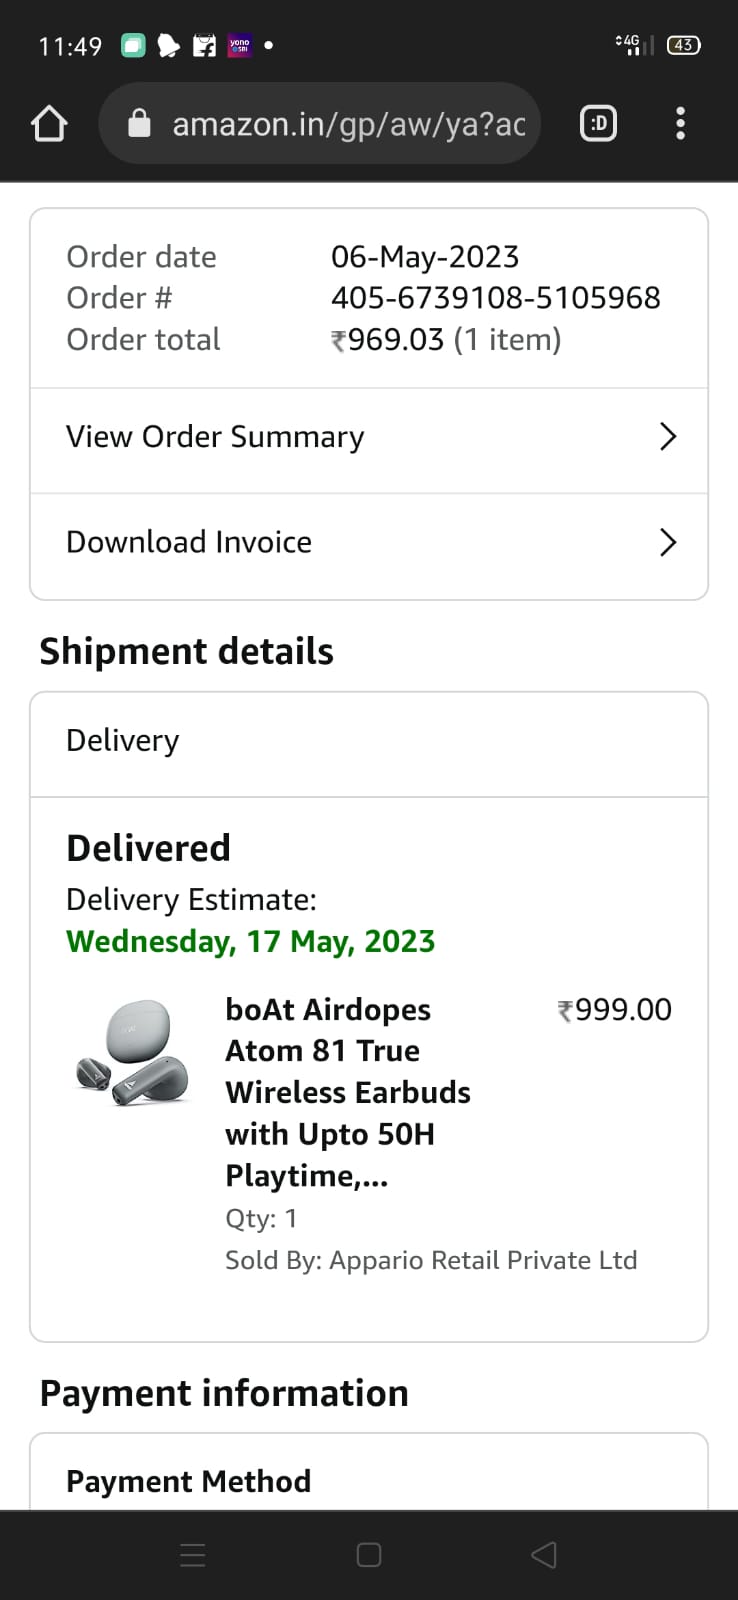 11:49 yono SBI 4G 43
amazon.in/gp/aw/ya?ac :D
Order date 06-May-2023
Order # 405-6739108-5105968
Order total ₹969.03 (1 item)
View Order Summary
Download Invoice
Shipment details
Delivery
Delivered
Delivery Estimate:
Wednesday, 17 May, 2023
boAt Airdopes ₹999.00
Atom 81 True
Wireless Earbuds
with Upto 50H
Playtime,...
Qty: 1
Sold By: Appario Retail Private Ltd
Payment information
Payment Method